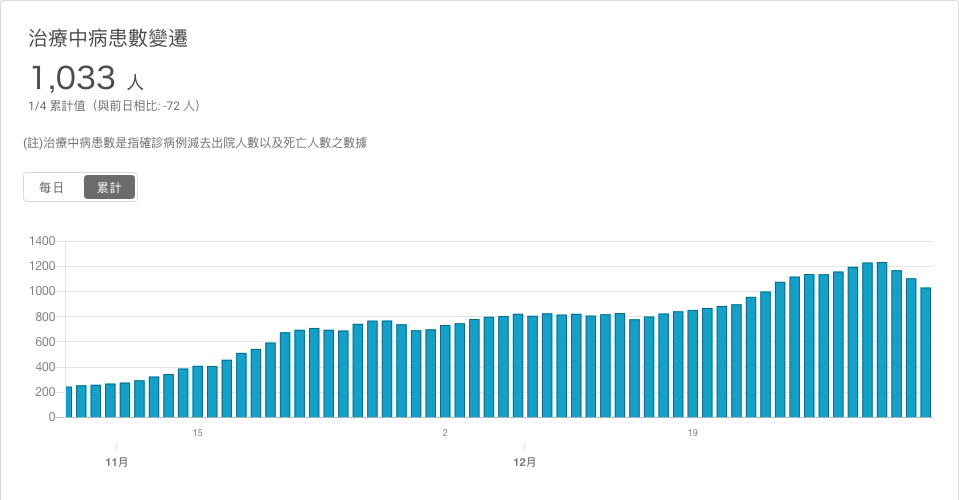 治療中病患數變遷
1,033 人
1/4 累計值（與前日相比: -72 人）
(註)治療中病患數是指確診病例減去出院人數以及死亡人數之數據
每日 累計
1400
1200
1000
800
600
400
200
0
15 2 19
11月 12月